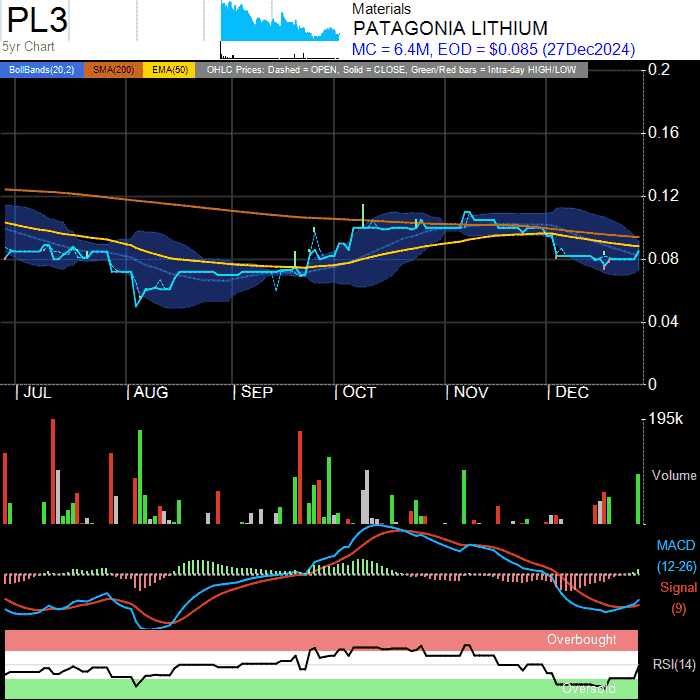 PL3
5yr Chart
Materials
PATAGONIA LITHIUM
MC = 6.4M, EOD = $0.085 (27Dec2024)
BollBands(20,2) SMA(200) EMA(50) OHLC Prices: Dashed = OPEN, Solid = CLOSE, Green/Red bars = Intra-day HIGH/LOW
0.2
0.16
0.12
0.08
0.04
0
JUL AUG SEP OCT NOV DEC
195k
Volume
MACD
(12-26)
Signal
(9)
Overbought
RSI(14)
Oversold